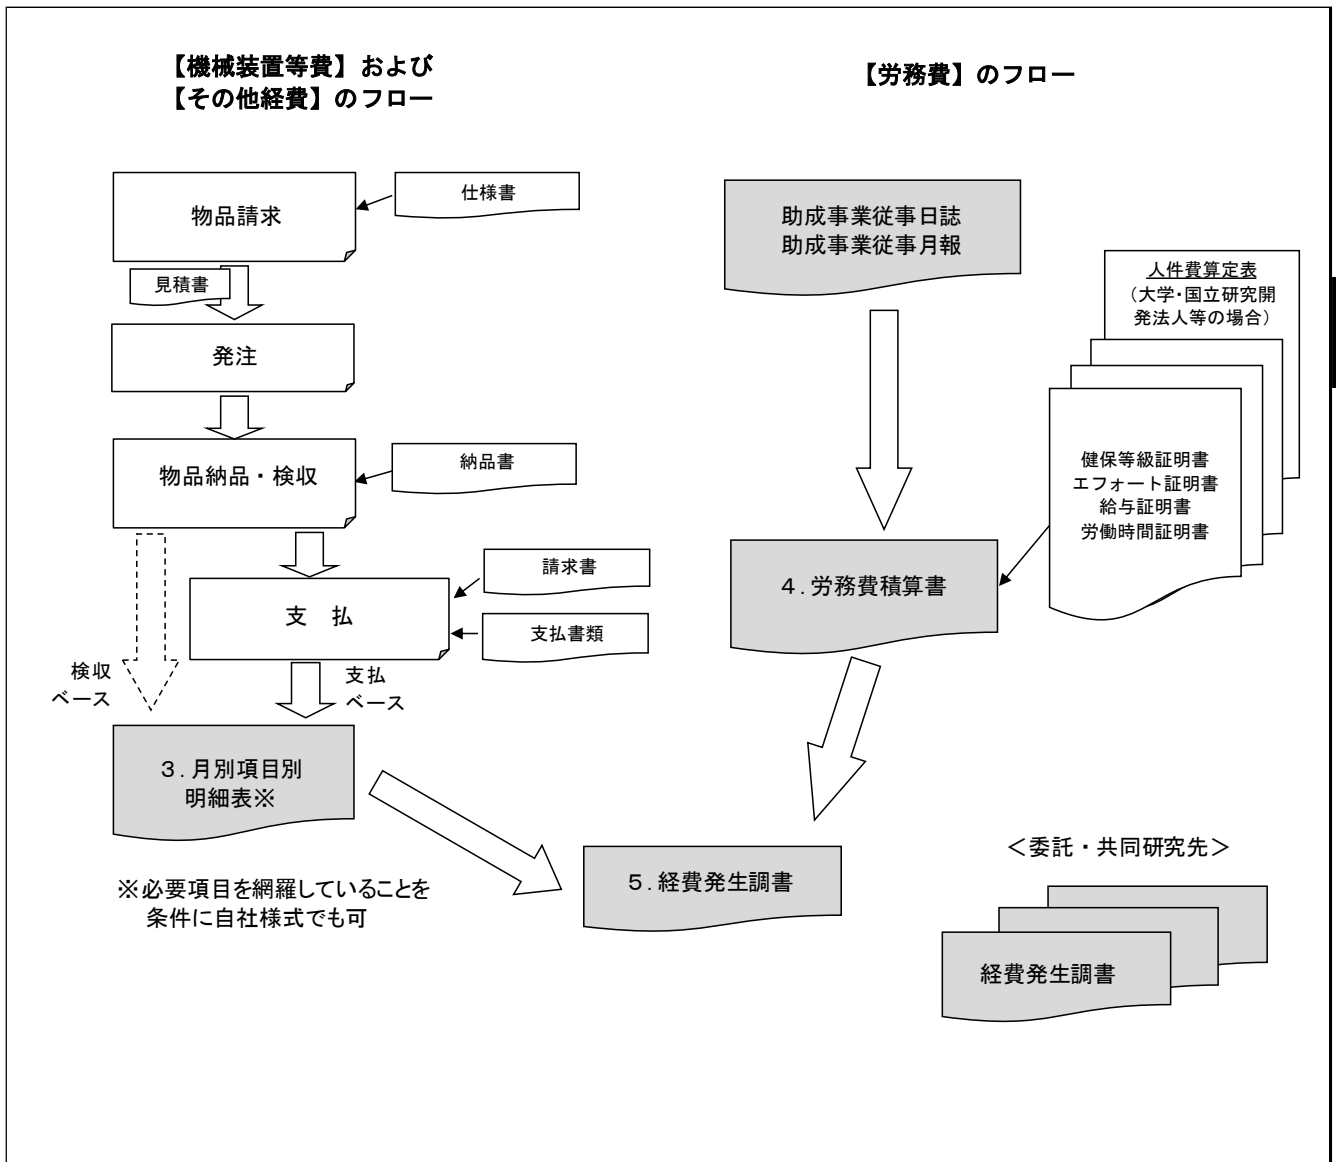 【機械装置等費】および
【その他経費】のフロー
物品請求
仕様書
見積書
発注
物品納品・検収
納品書
請求書
支　払
支払書類
検収
ベース
支払
ベース
３．月別項目別
明細表※
※必要項目を網羅していることを
条件に自社様式でも可
【労務費】のフロー
助成事業従事日誌
助成事業従事月報
人件費算定表
（大学・国立研究開
発法人等の場合）
健保等級証明書
エフォート証明書
給与証明書
労働時間証明書
４．労務費積算書
５．経費発生調書
＜委託・共同研究先＞
経費発生調書